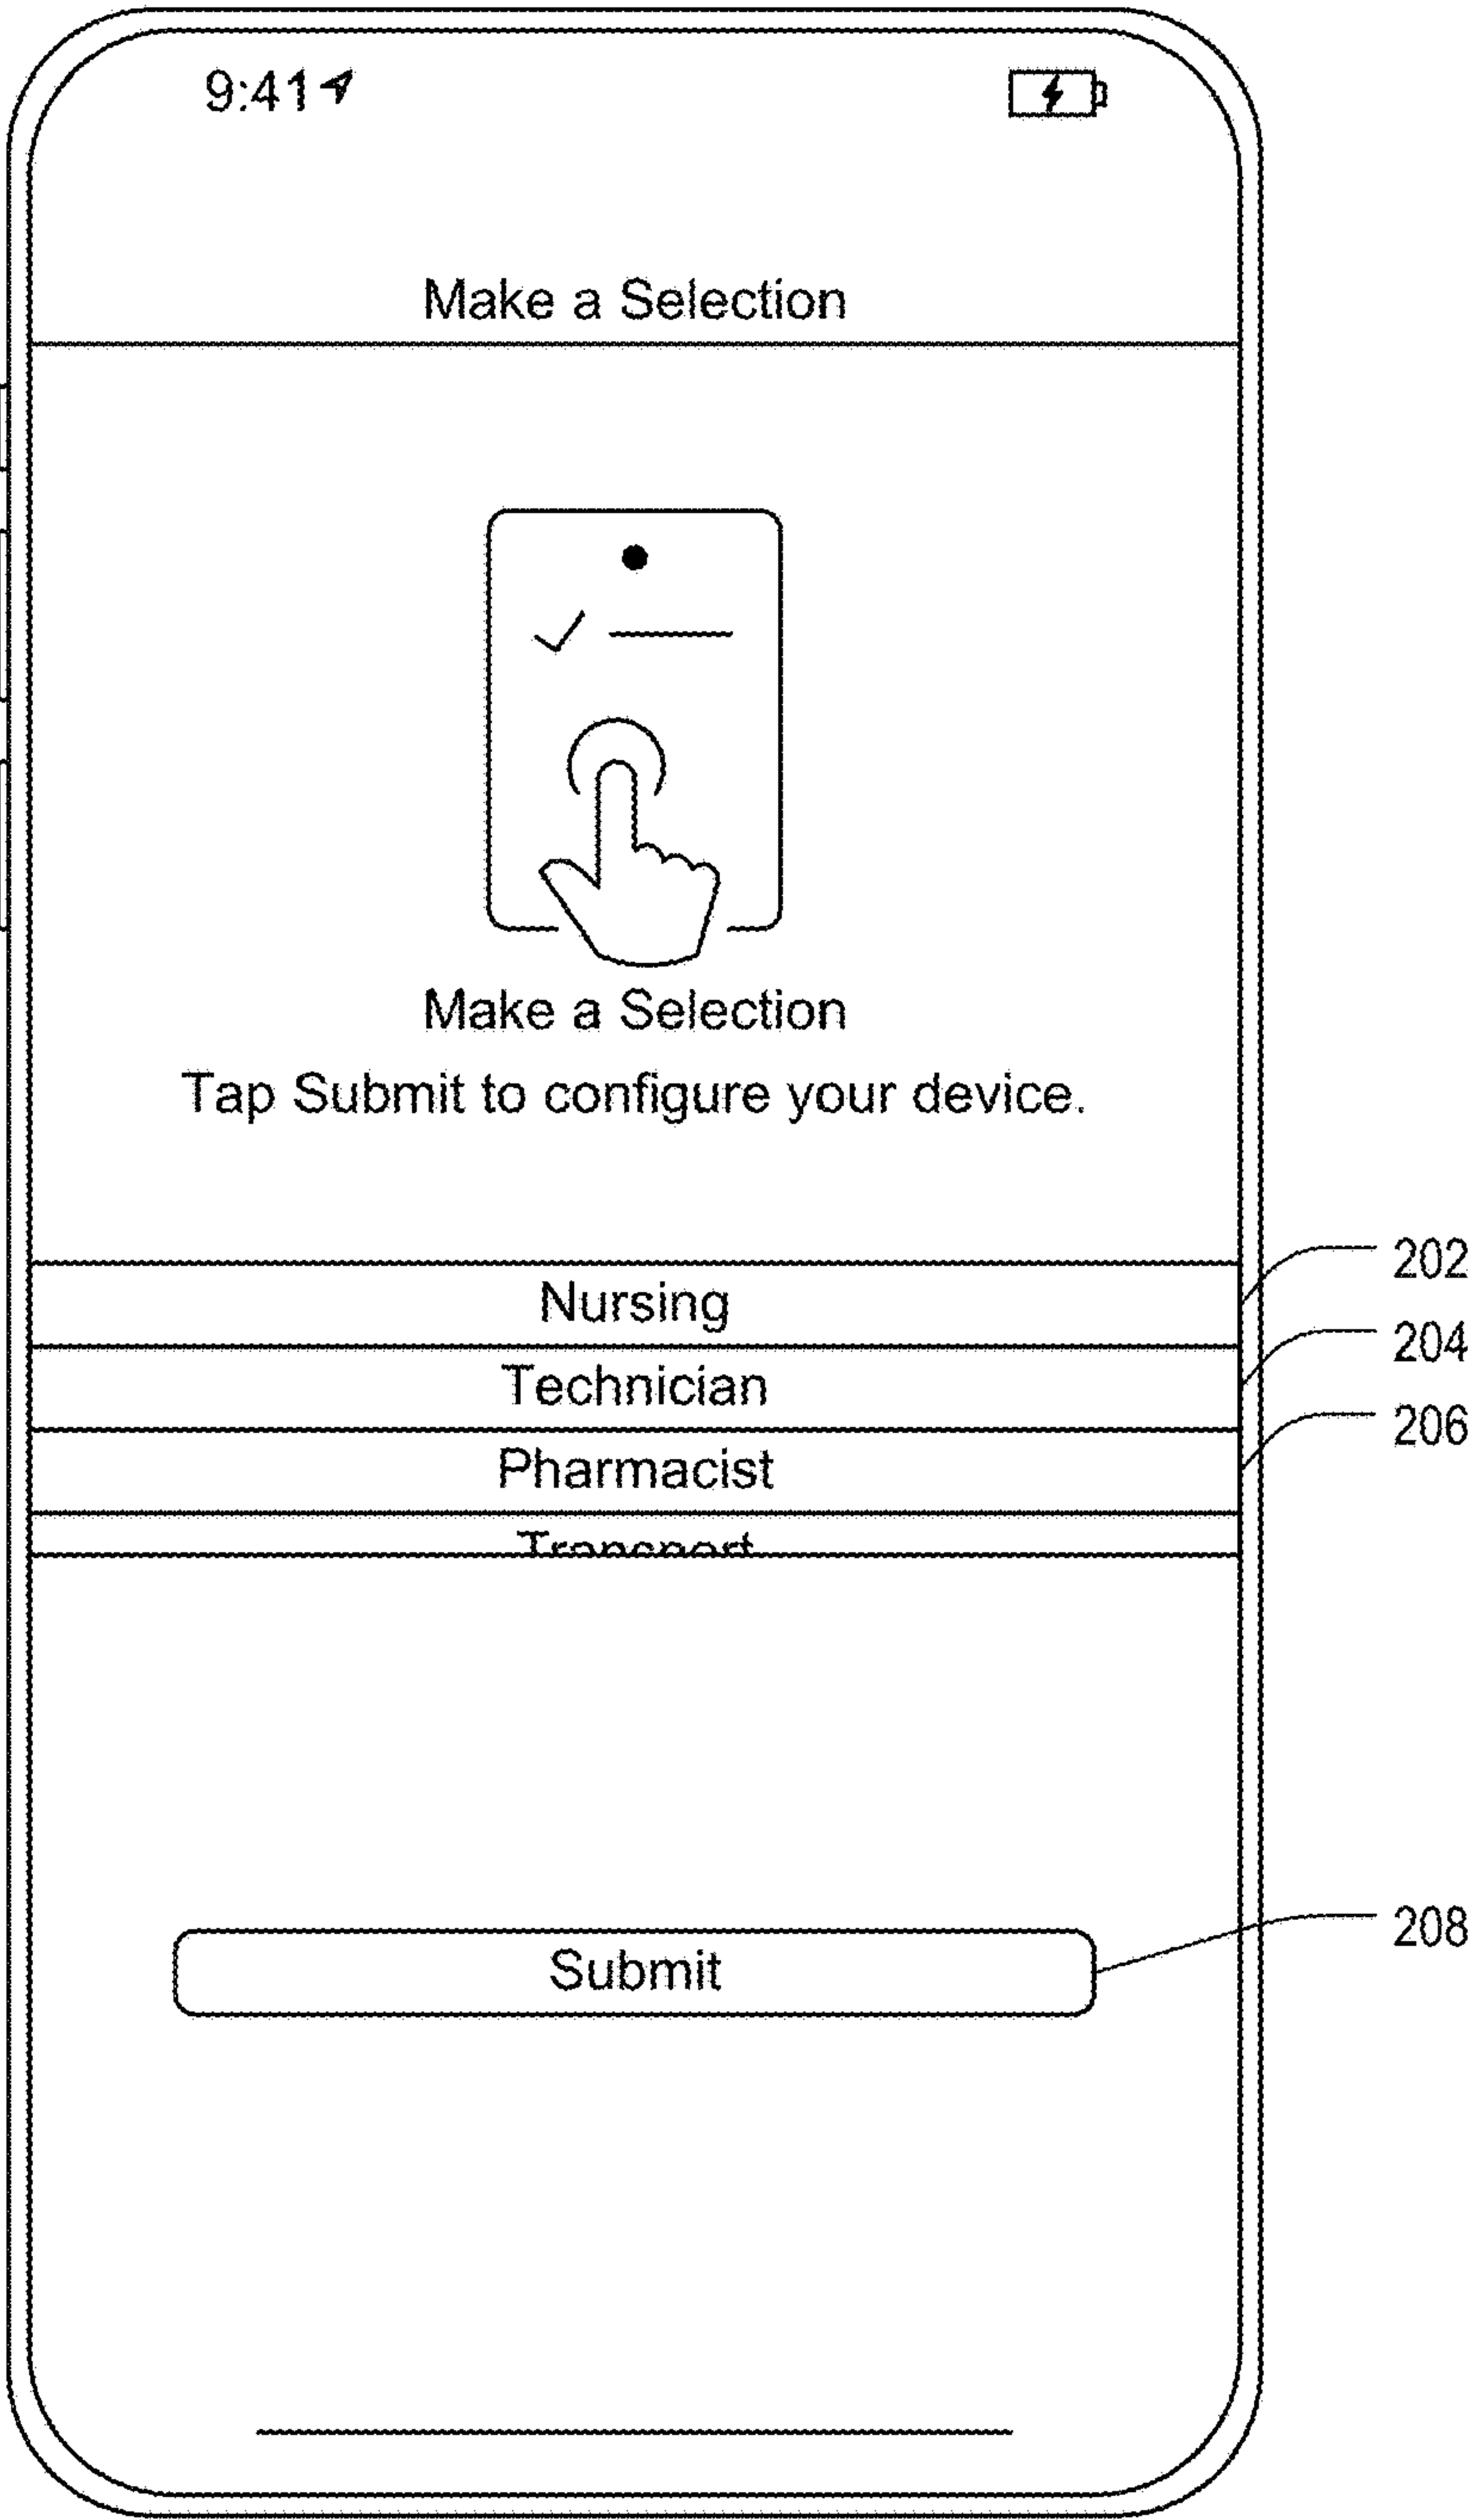 9:41
Make a Selection
Make a Selection
Tap Submit to configure your device.
202
Nursing
204
Technician
206
Pharmacist
Transport
208
Submit